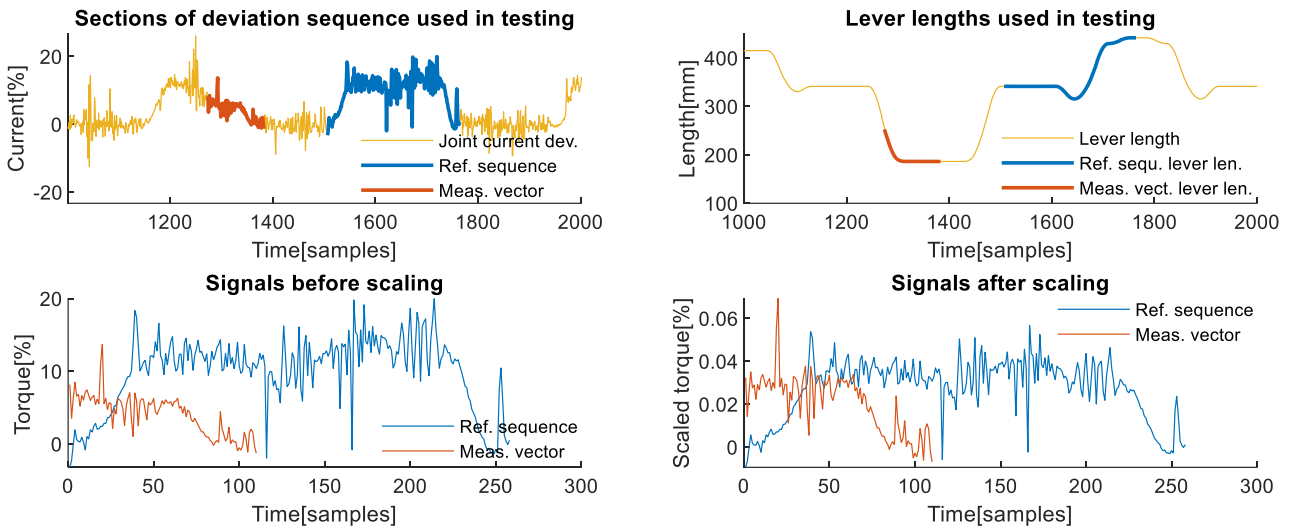 Sections of deviation sequence used in testing
Current[%]
20
0
-20
Joint current dev.
Ref. sequence
Meas. vector
1200 1400 1600 1800 2000
Time[samples]
Lever lengths used in testing
Length[mm]
400
300
200
100
Lever length
Ref. sequ. lever len.
Meas. vect. lever len.
1000 1200 1400 1600 1800 2000
Time[samples]
Signals before scaling
Torque[%]
20
10
0
Ref. sequence
Meas. vector
0 50 100 150 200 250 300
Time[samples]
Signals after scaling
Scaled torque[%]
0.06
0.04
0.02
0
Ref. sequence
Meas. vector
0 50 100 150 200 250 300
Time[samples]